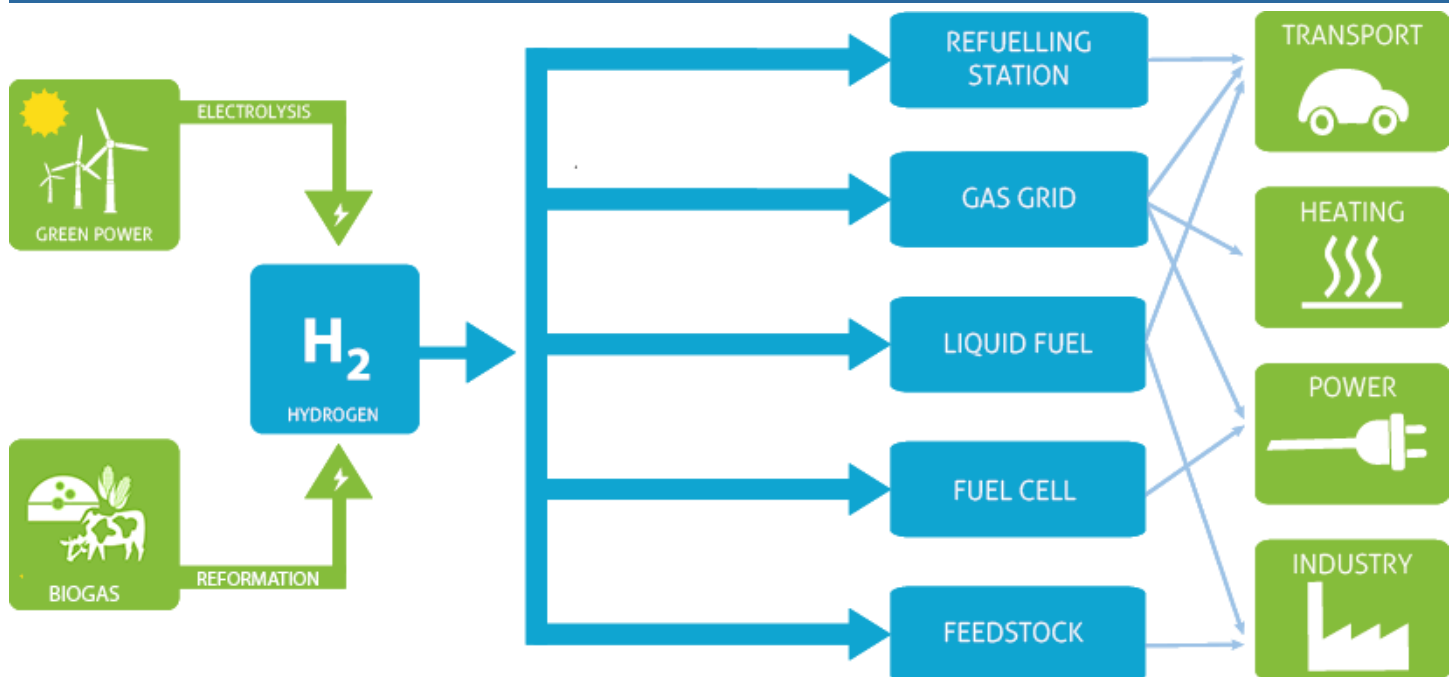 ELECTROLYSIS
GREEN POWER
H2
HYDROGEN
REFORMATION
BIOGAS
REFUELLING
STATION
GAS GRID
LIQUID FUEL
FUEL CELL
FEEDSTOCK
TRANSPORT
HEATING
POWER
INDUSTRY